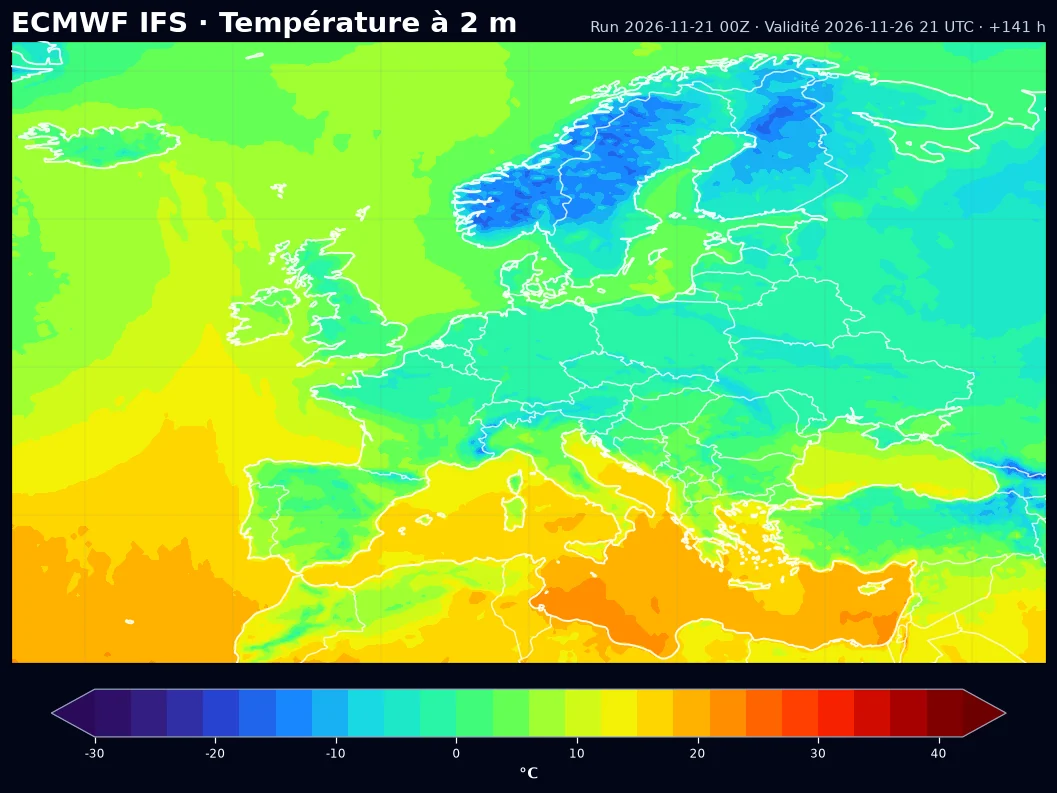 ECMWF IFS · Température à 2 m
Run 2026-11-21 00Z · Validité 2026-11-26 21 UTC · +141 h
-30 -20 -10 0 10 20 30 40
°C